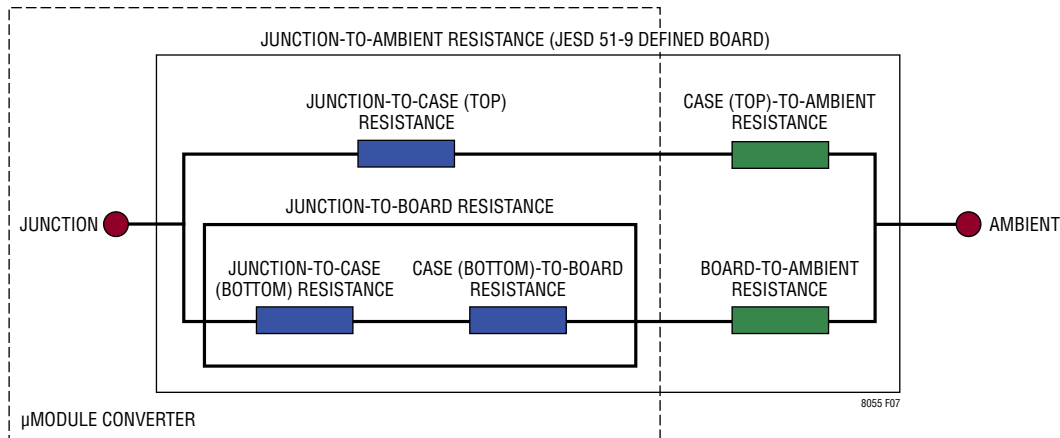 JUNCTION-TO-AMBIENT RESISTANCE (JESD 51-9 DEFINED BOARD)
JUNCTION-TO-CASE (TOP)
RESISTANCE
CASE (TOP)-TO-AMBIENT
RESISTANCE
JUNCTION-TO-BOARD RESISTANCE
JUNCTION
AMBIENT
JUNCTION-TO-CASE
(BOTTOM) RESISTANCE
CASE (BOTTOM)-TO-BOARD
RESISTANCE
BOARD-TO-AMBIENT
RESISTANCE
8055 F07
µMODULE CONVERTER